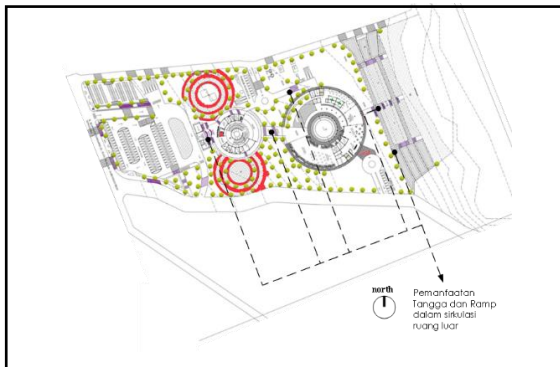 north
Pemanfaatan
Tangga dan Ramp
dalam sirkulasi
ruang luar